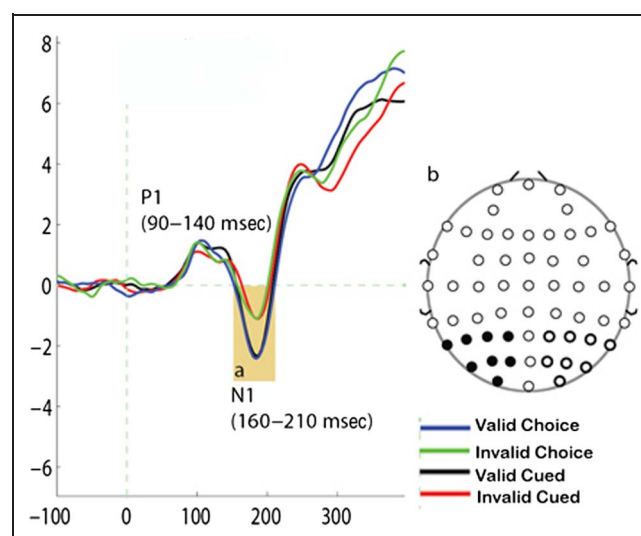 8
6
4
2
0
−2
−4
−6
−100 0 100 200 300
P1
(90–140 msec)
a
N1
(160–210 msec)
b
Valid Choice
Invalid Choice
Valid Cued
Invalid Cued